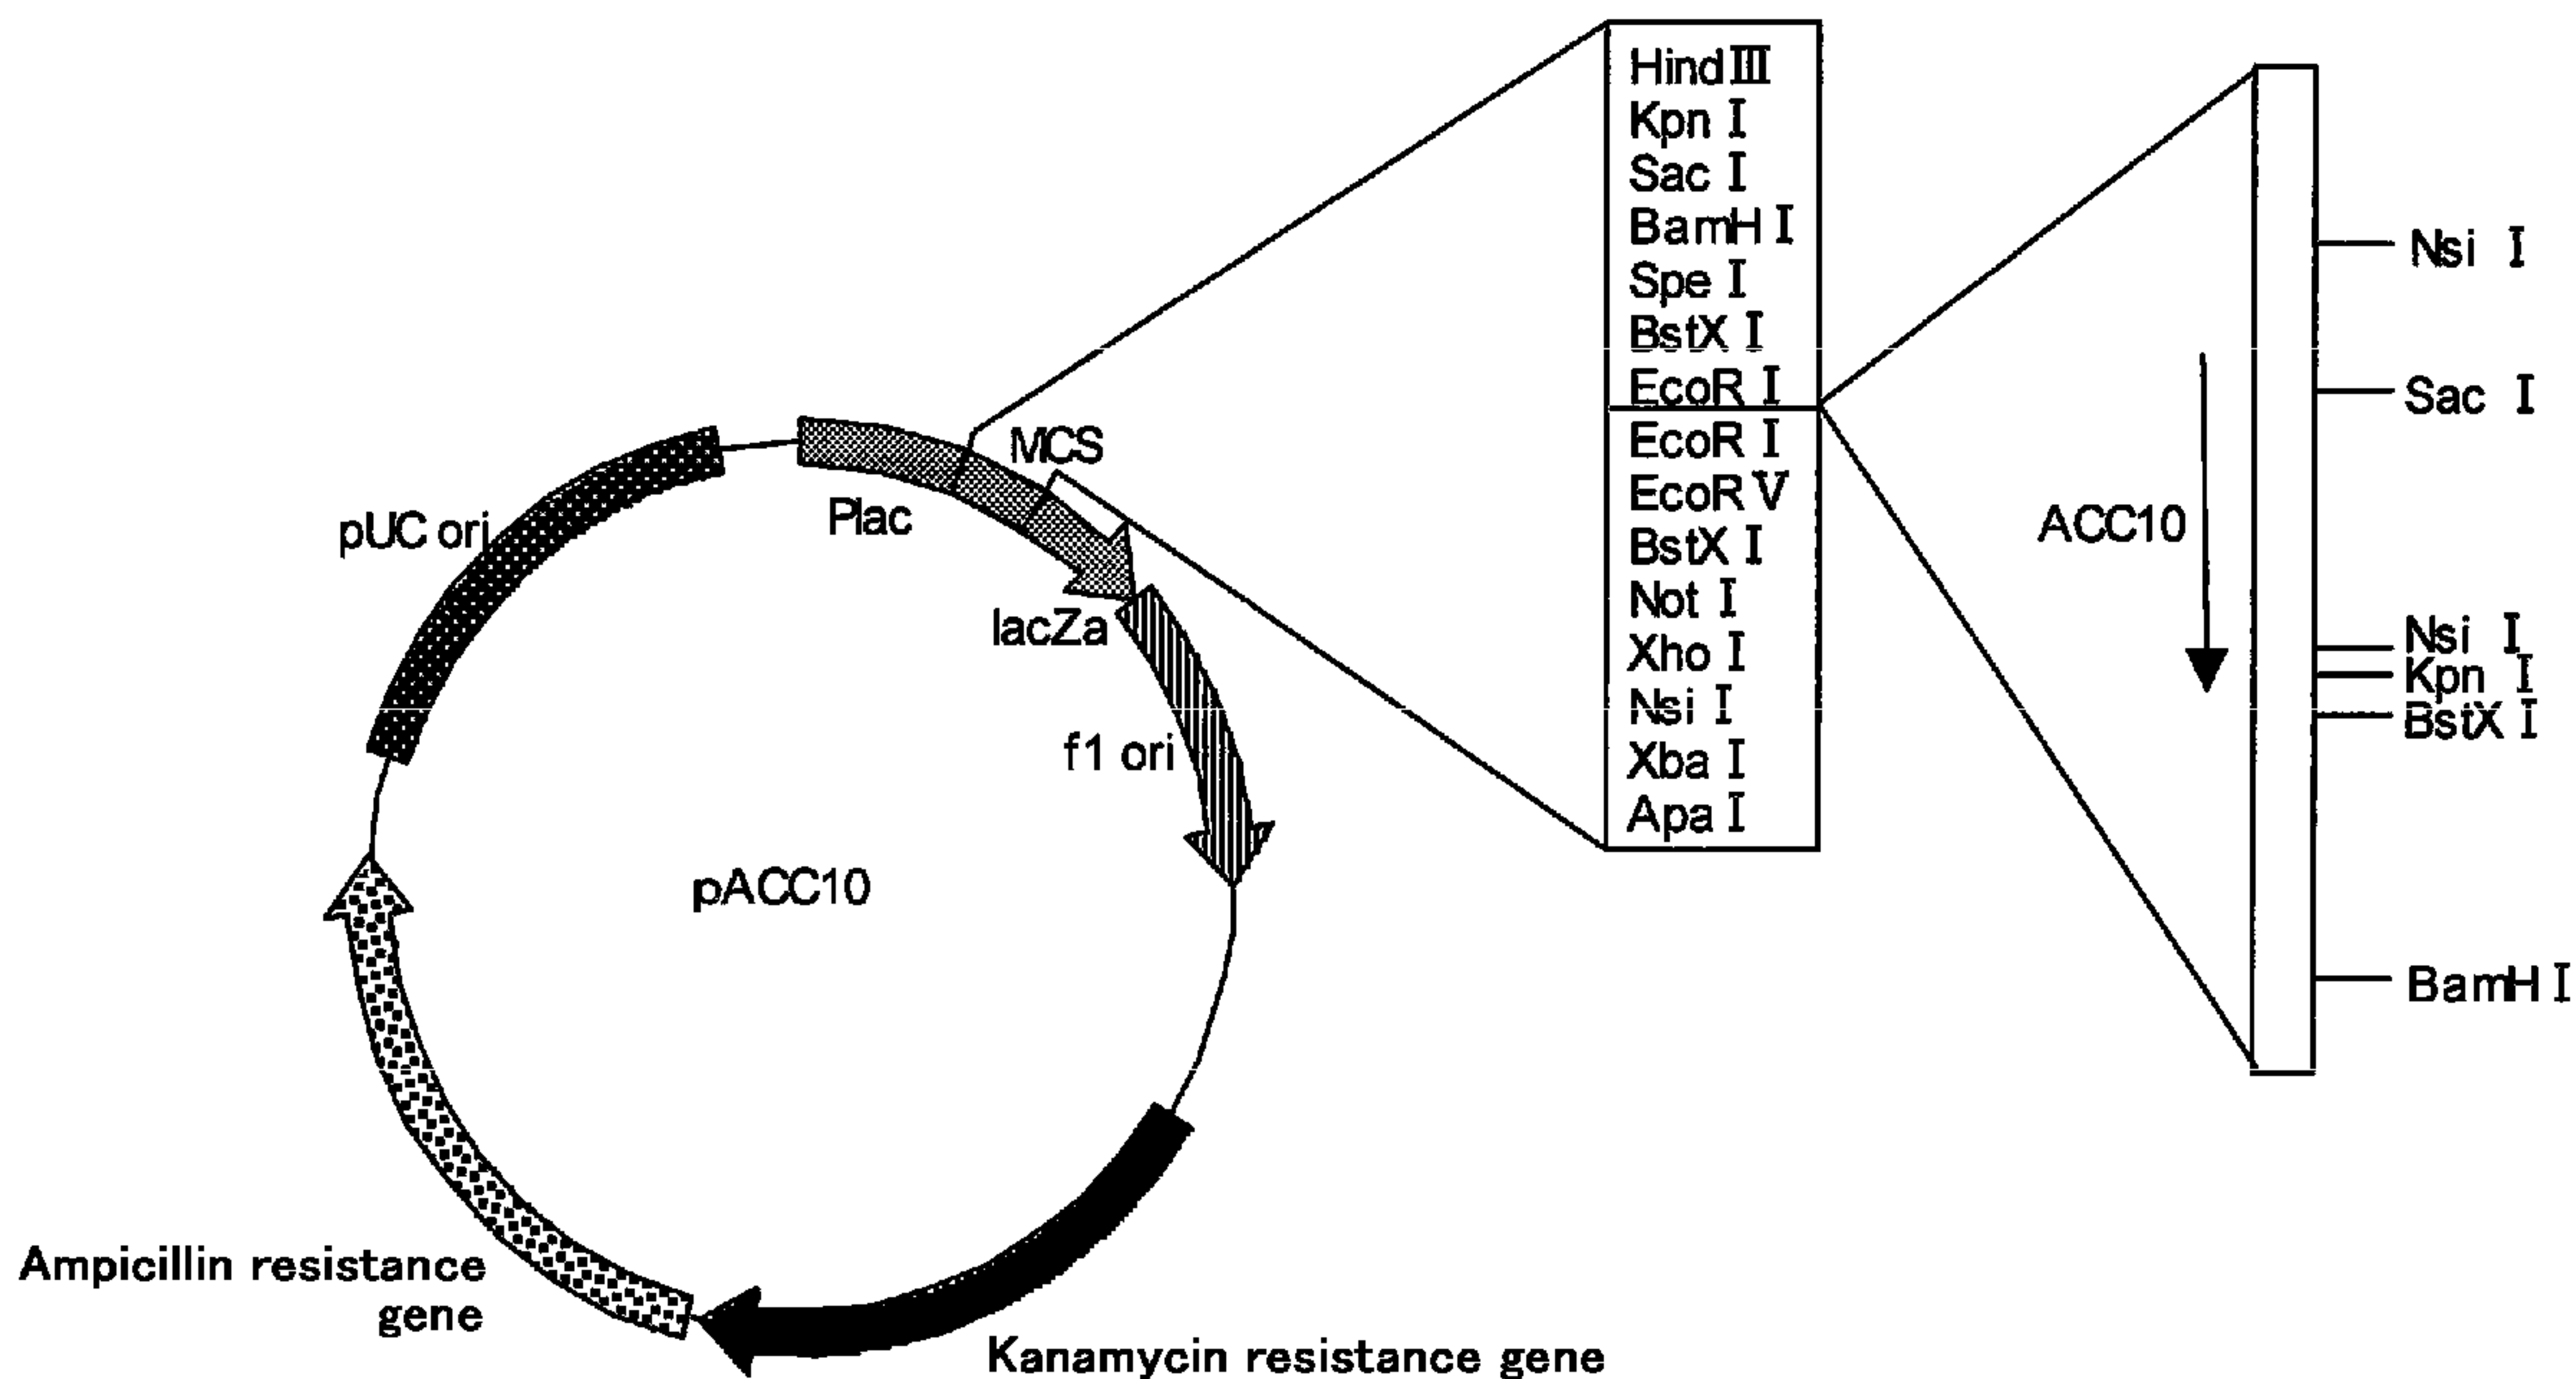 HindⅢ
Kpn Ⅰ
Sac Ⅰ
BamH Ⅰ
Spe Ⅰ
BstX Ⅰ
EcoR Ⅰ
EcoR Ⅰ
EcoR Ⅴ
BstX Ⅰ
Not Ⅰ
Xho Ⅰ
Nsi Ⅰ
Xba Ⅰ
Apa Ⅰ
Nsi Ⅰ
Sac Ⅰ
ACC10
Nsi Ⅰ
Kpn Ⅰ
BstX Ⅰ
BamH Ⅰ
MCS
Plac
pUC ori
lacZa
f1 ori
pACC10
Ampicillin resistance
gene
Kanamycin resistance gene